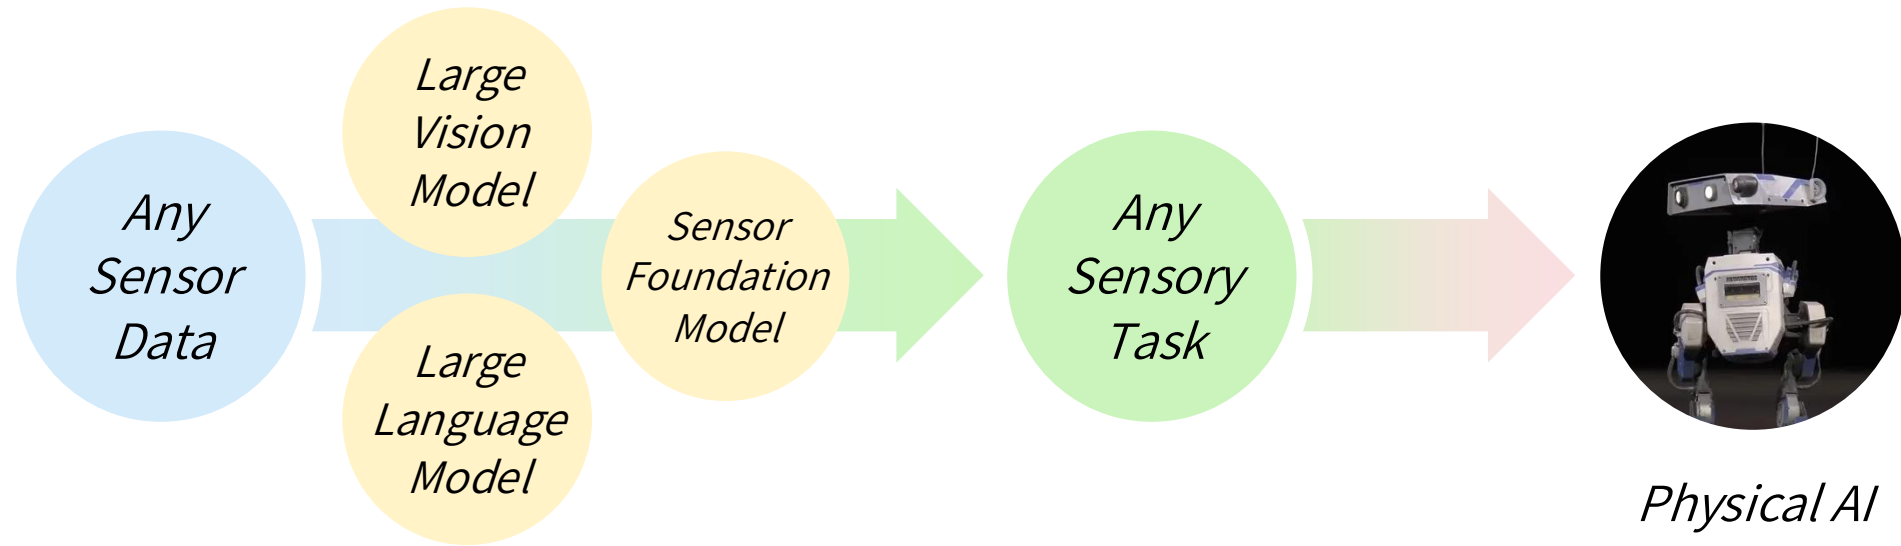 Any
Sensor
Data
Large
Vision
Model
Large
Language
Model
Sensor
Foundation
Model
Any
Sensory
Task
Physical AI